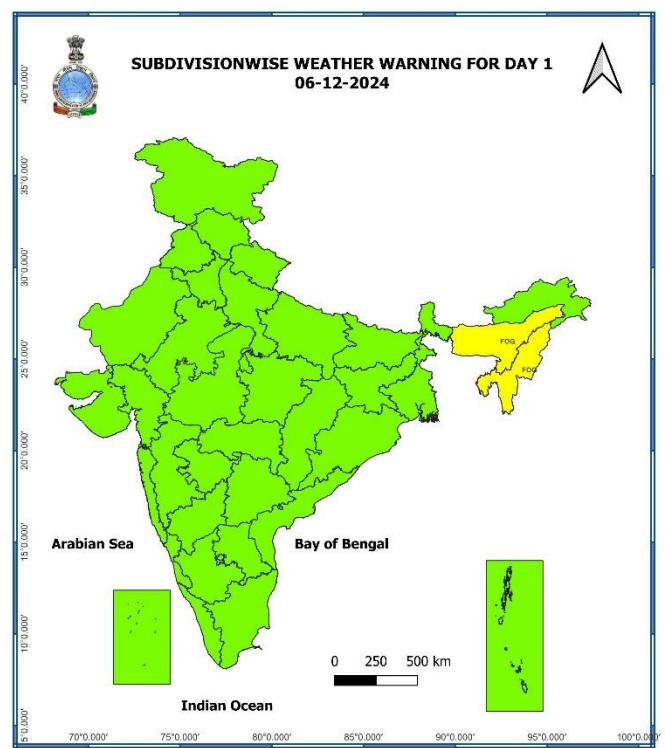 SUBDIVISIONWISE WEATHER WARNING FOR DAY 1
06-12-2024
40°0.000'
35°0.000'
30°0.000'
25°0.000'
20°0.000'
15°0.000'
10°0.000'
5°0.000'
FOG
FOG
Arabian Sea
Bay of Bengal
0 250 500 km
Indian Ocean
70°0.000' 75°0.000' 80°0.000' 85°0.000' 90°0.000' 95°0.000' 100°0.000'